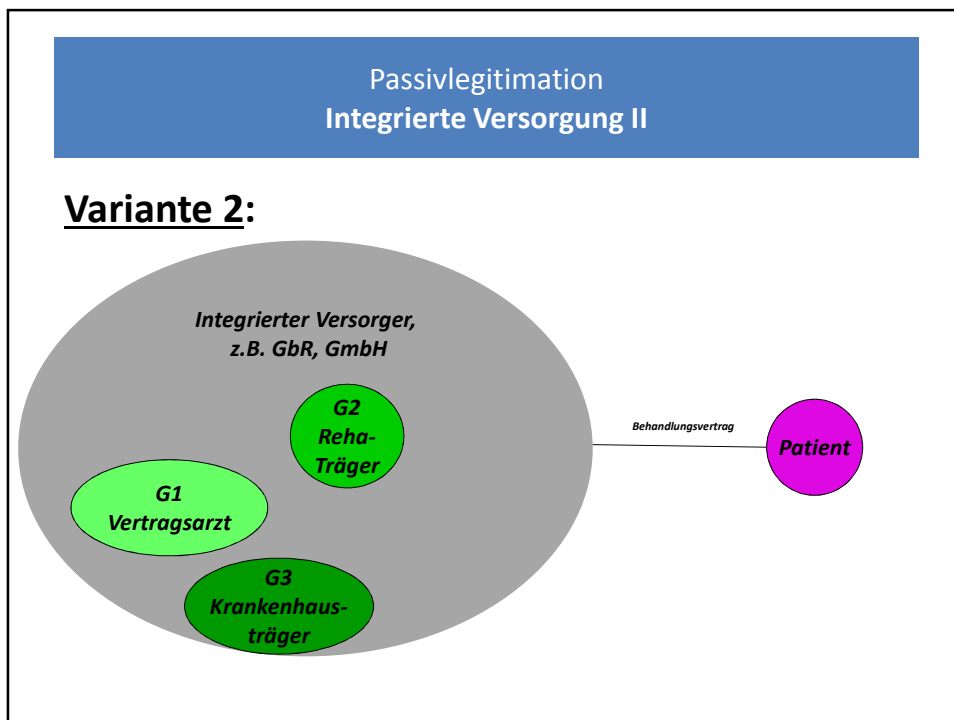 Passivlegitimation
Integrierte Versorgung II
Variante 2:
Integrierter Versorger,
z.B. GbR, GmbH
G2
Reha-
Träger
G1
Vertragsarzt
G3
Krankenhaus-
träger
Behandlungsvertrag
Patient